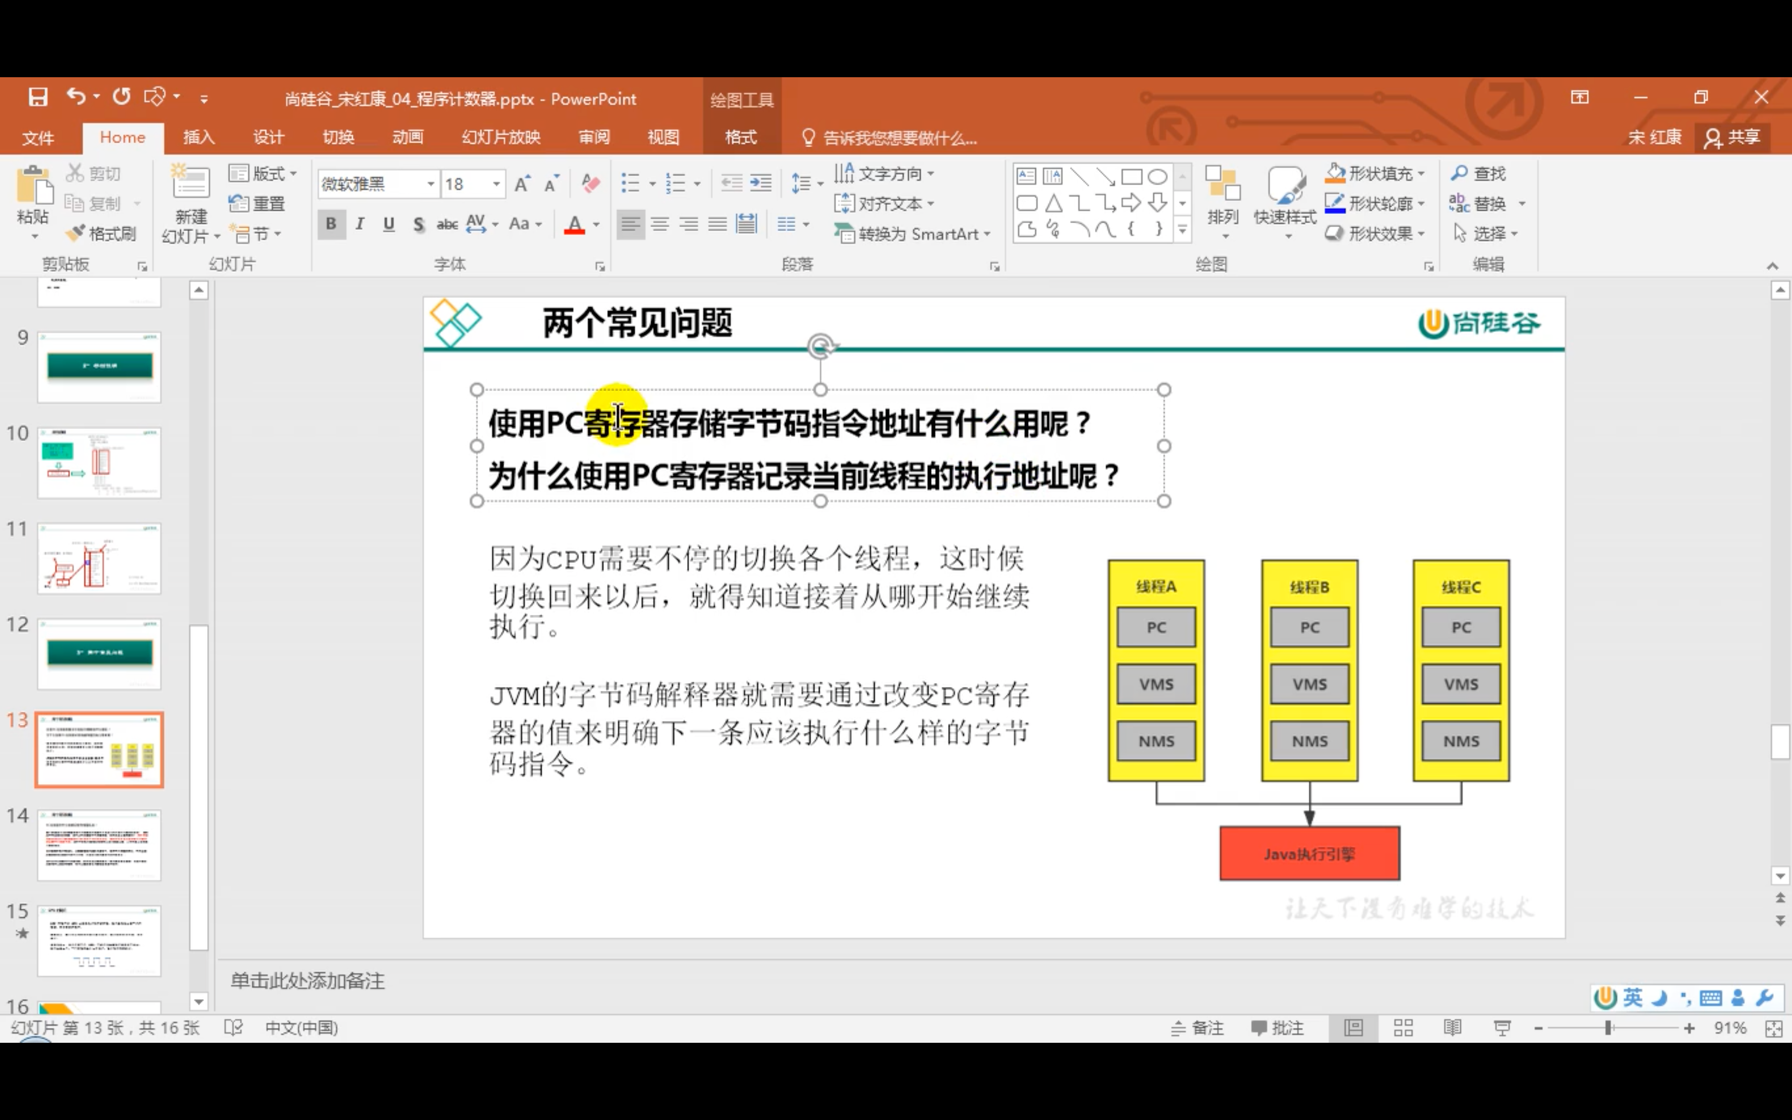 尚硅谷_宋红康_04_程序计数器.pptx - PowerPoint
绘图工具
文件
Home
插入
设计
切换
动画
幻灯片放映
审阅
视图
格式
告诉我您想要做什么...
宋 红康
共享
粘贴
剪切
复制
格式刷
剪贴板
新建
幻灯片
版式
重置
节
幻灯片
微软雅黑
18
B I U S abc AV Aa A
字体
文字方向
对齐文本
转换为 SmartArt
段落
排列
快速样式
形状填充
形状轮廓
形状效果
绘图
查找
替换
选择
编辑
9
10
11
12
13
14
15
16
两个常见问题
尚硅谷
使用PC寄存器存储字节码指令地址有什么用呢？
为什么使用PC寄存器记录当前线程的执行地址呢？
因为CPU需要不停的切换各个线程，这时候
切换回来以后，就得知道接着从哪开始继续
执行。
JVM的字节码解释器就需要通过改变PC寄存
器的值来明确下一条应该执行什么样的字节
码指令。
线程A
PC
VMS
NMS
线程B
PC
VMS
NMS
线程C
PC
VMS
NMS
Java执行引擎
让天下没有难学的技术
单击此处添加备注
英
幻灯片 第 13 张，共 16 张
中文(中国)
备注
批注
91%